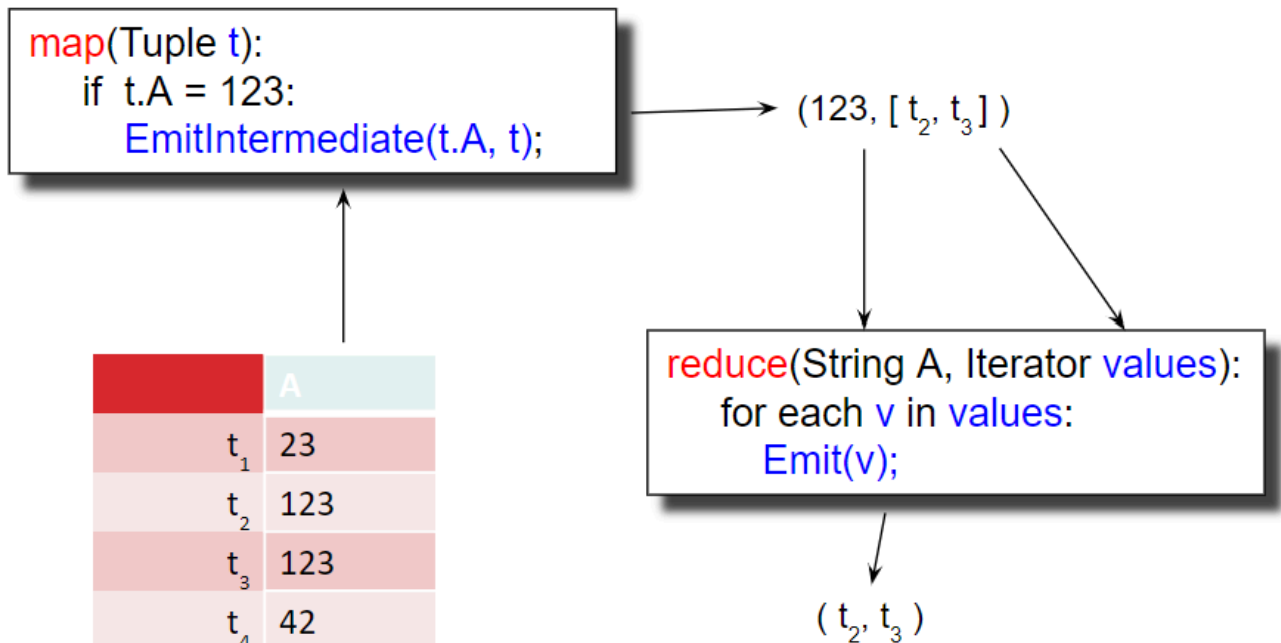 map(Tuple t):
if t.A = 123:
EmitIntermediate(t.A, t);
(123, [ t₂, t₃] )
A
t₁ 23
t₂ 123
t₃ 123
t₄ 42
reduce(String A, Iterator values):
for each v in values:
Emit(v);
( t₂, t₃ )